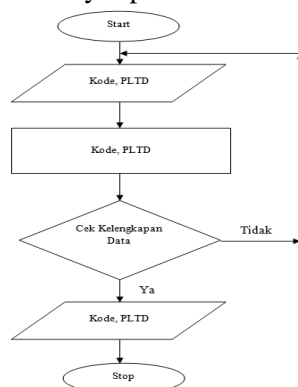 Start
Kode, PLTD
Kode, PLTD
Cek Kelengkapan
Data
Tidak
Ya
Kode, PLTD
Stop